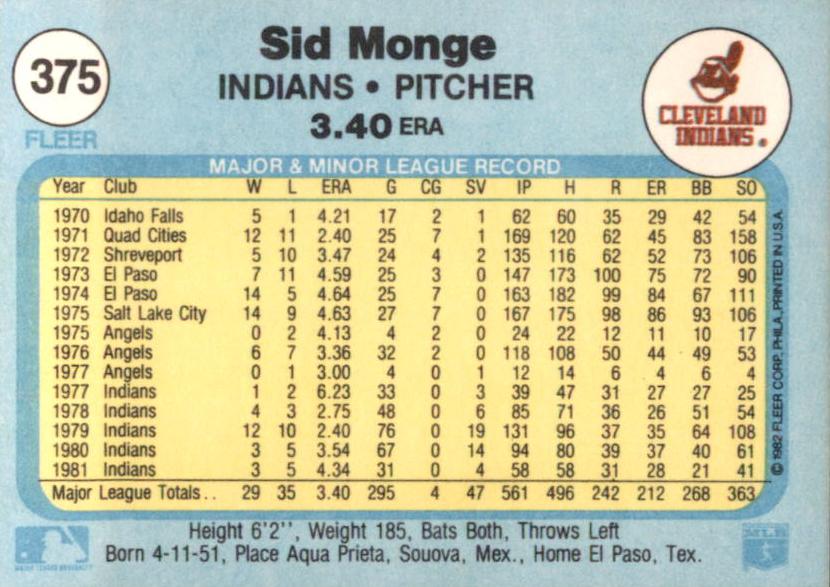 375
FLEER
Sid Monge
INDIANS • PITCHER
3.40 ERA
CLEVELAND
INDIANS.
MAJOR & MINOR LEAGUE RECORD
Year Club W L ERA G CG SV IP H R ER BB SO
1970 Idaho Falls 5 1 4.21 17 2 1 62 60 35 29 42 54
1971 Quad Cities 12 11 2.40 25 7 1 169 120 62 45 83 158
1972 Shreveport 5 10 3.47 24 4 2 135 116 62 52 73 106
1973 El Paso 7 11 4.59 25 3 0 147 173 100 75 72 90
1974 El Paso 14 5 4.64 25 7 0 163 182 99 84 67 111
1975 Salt Lake City 14 9 4.63 27 7 0 167 175 98 86 93 106
1975 Angels 0 2 4.13 4 2 0 24 22 12 11 10 17
1976 Angels 6 7 3.36 32 2 0 118 108 50 44 49 53
1977 Angels 0 1 3.00 4 0 1 12 14 6 4 6 4
1977 Indians 1 2 6.23 33 0 3 39 47 31 27 27 25
1978 Indians 4 3 2.75 48 0 6 85 71 36 26 51 54
1979 Indians 12 10 2.40 76 0 19 131 96 37 35 64 108
1980 Indians 3 5 3.54 67 0 14 94 80 39 37 40 61
1981 Indians 3 5 4.34 31 0 4 58 58 31 28 21 41
Major League Totals . . 29 35 3.40 295 4 47 561 496 242 212 268 363
© 1982 FLEER CORP., PHILA., PRINTED IN U.S.A.
Height 6'2'', Weight 185, Bats Both, Throws Left
Born 4-11-51, Place Aqua Prieta, Souova, Mex., Home El Paso, Tex.